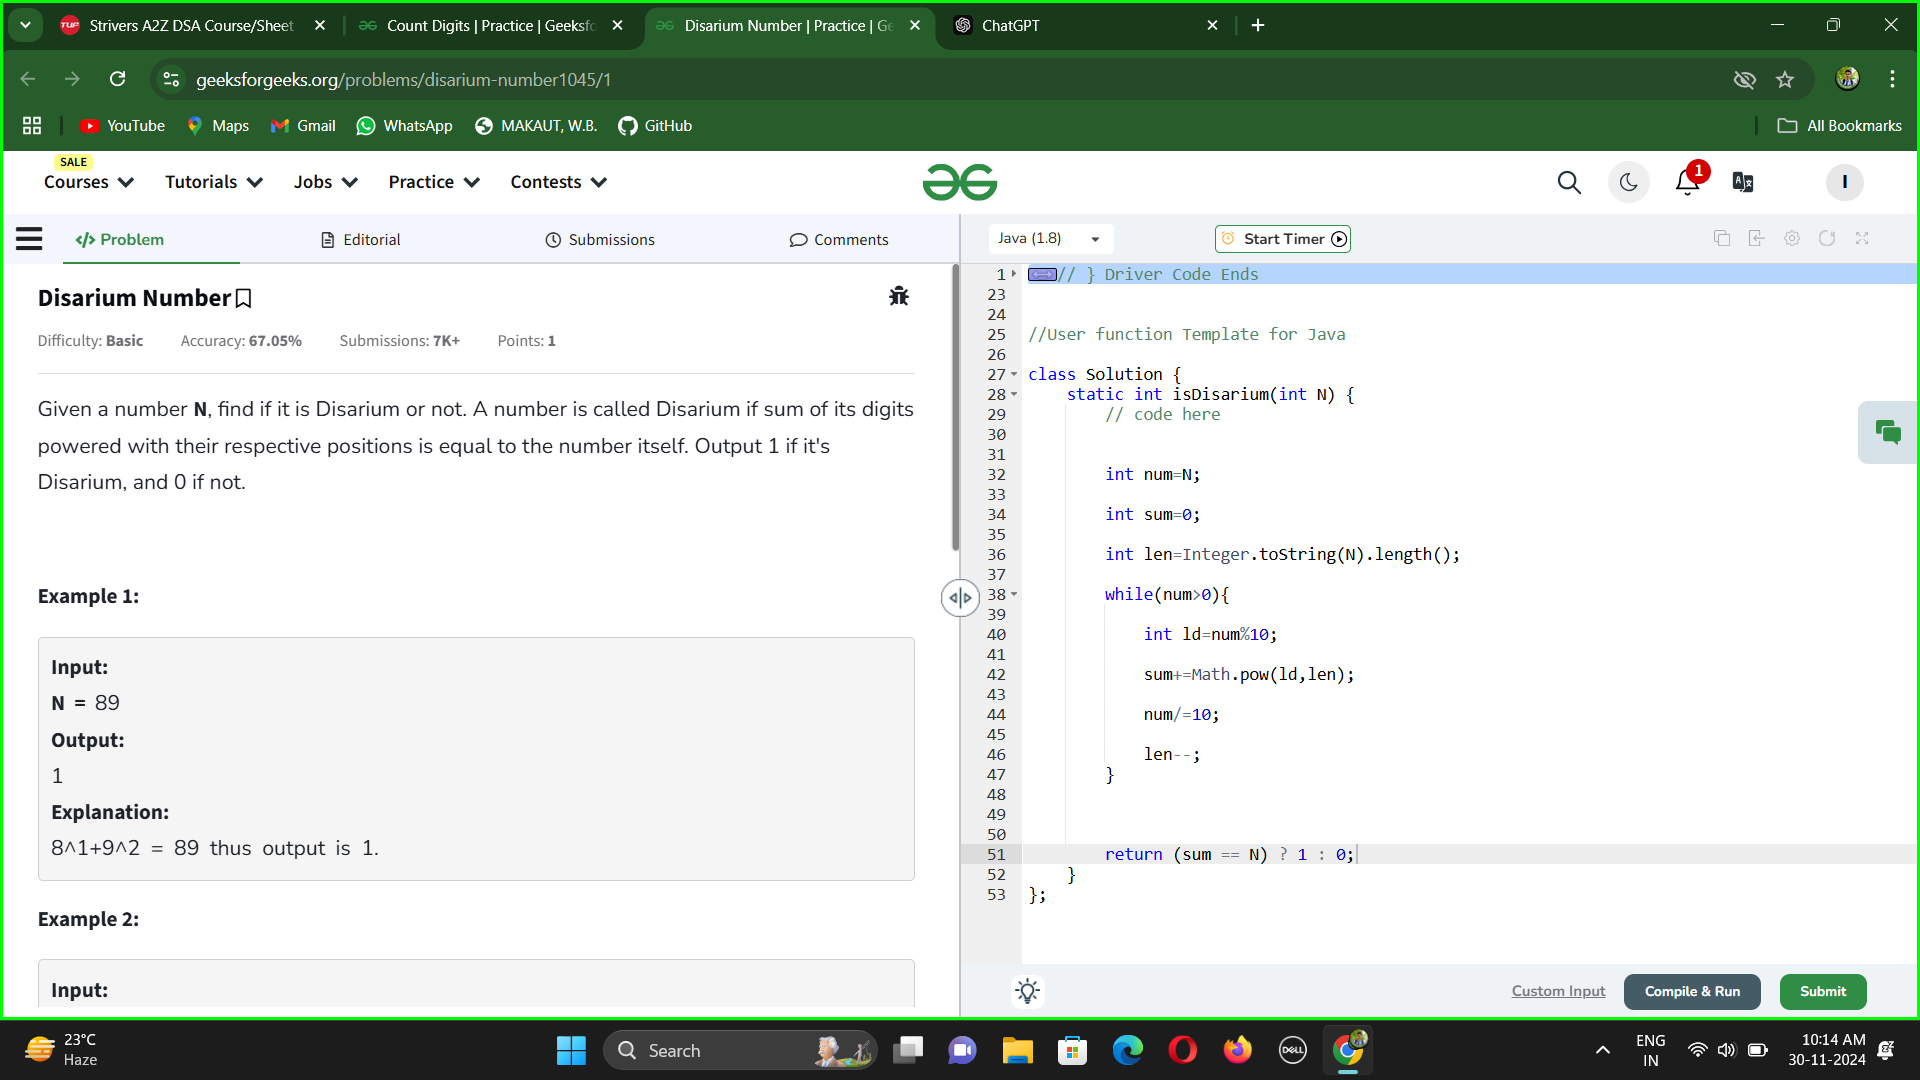 Strivers A2Z DSA Course/Sheet
Count Digits | Practice | Geeksfo
Disarium Number | Practice | Ge
ChatGPT
geeksforgeeks.org/problems/disarium-number1045/1
YouTube
Maps
Gmail
WhatsApp
MAKAUT, W.B.
GitHub
All Bookmarks
SALE
Courses
Tutorials
Jobs
Practice
Contests
1
I
</> Problem
Editorial
Submissions
Comments
Java (1.8)
Start Timer
Disarium Number
Difficulty: Basic Accuracy: 67.05% Submissions: 7K+ Points: 1
Given a number N, find if it is Disarium or not. A number is called Disarium if sum of its digits
powered with their respective positions is equal to the number itself. Output 1 if it's
Disarium, and 0 if not.
Example 1:
Input:
N = 89
Output:
1
Explanation:
8^1+9^2 = 89 thus output is 1.
Example 2:
Input:
1 // } Driver Code Ends
23
24
25 //User function Template for Java
26
27 class Solution {
28 static int isDisarium(int N) {
29 // code here
30
31
32 int num=N;
33
34 int sum=0;
35
36 int len=Integer.toString(N).length();
37
38 while(num>0){
39
40 int ld=num%10;
41
42 sum+=Math.pow(ld,len);
43
44 num/=10;
45
46 len--;
47 }
48
49
50
51 return (sum == N) ? 1 : 0;
52 }
53 };
Custom Input
Compile & Run
Submit
23°C
Haze
Search
DELL
ENG
IN
10:14 AM
30-11-2024